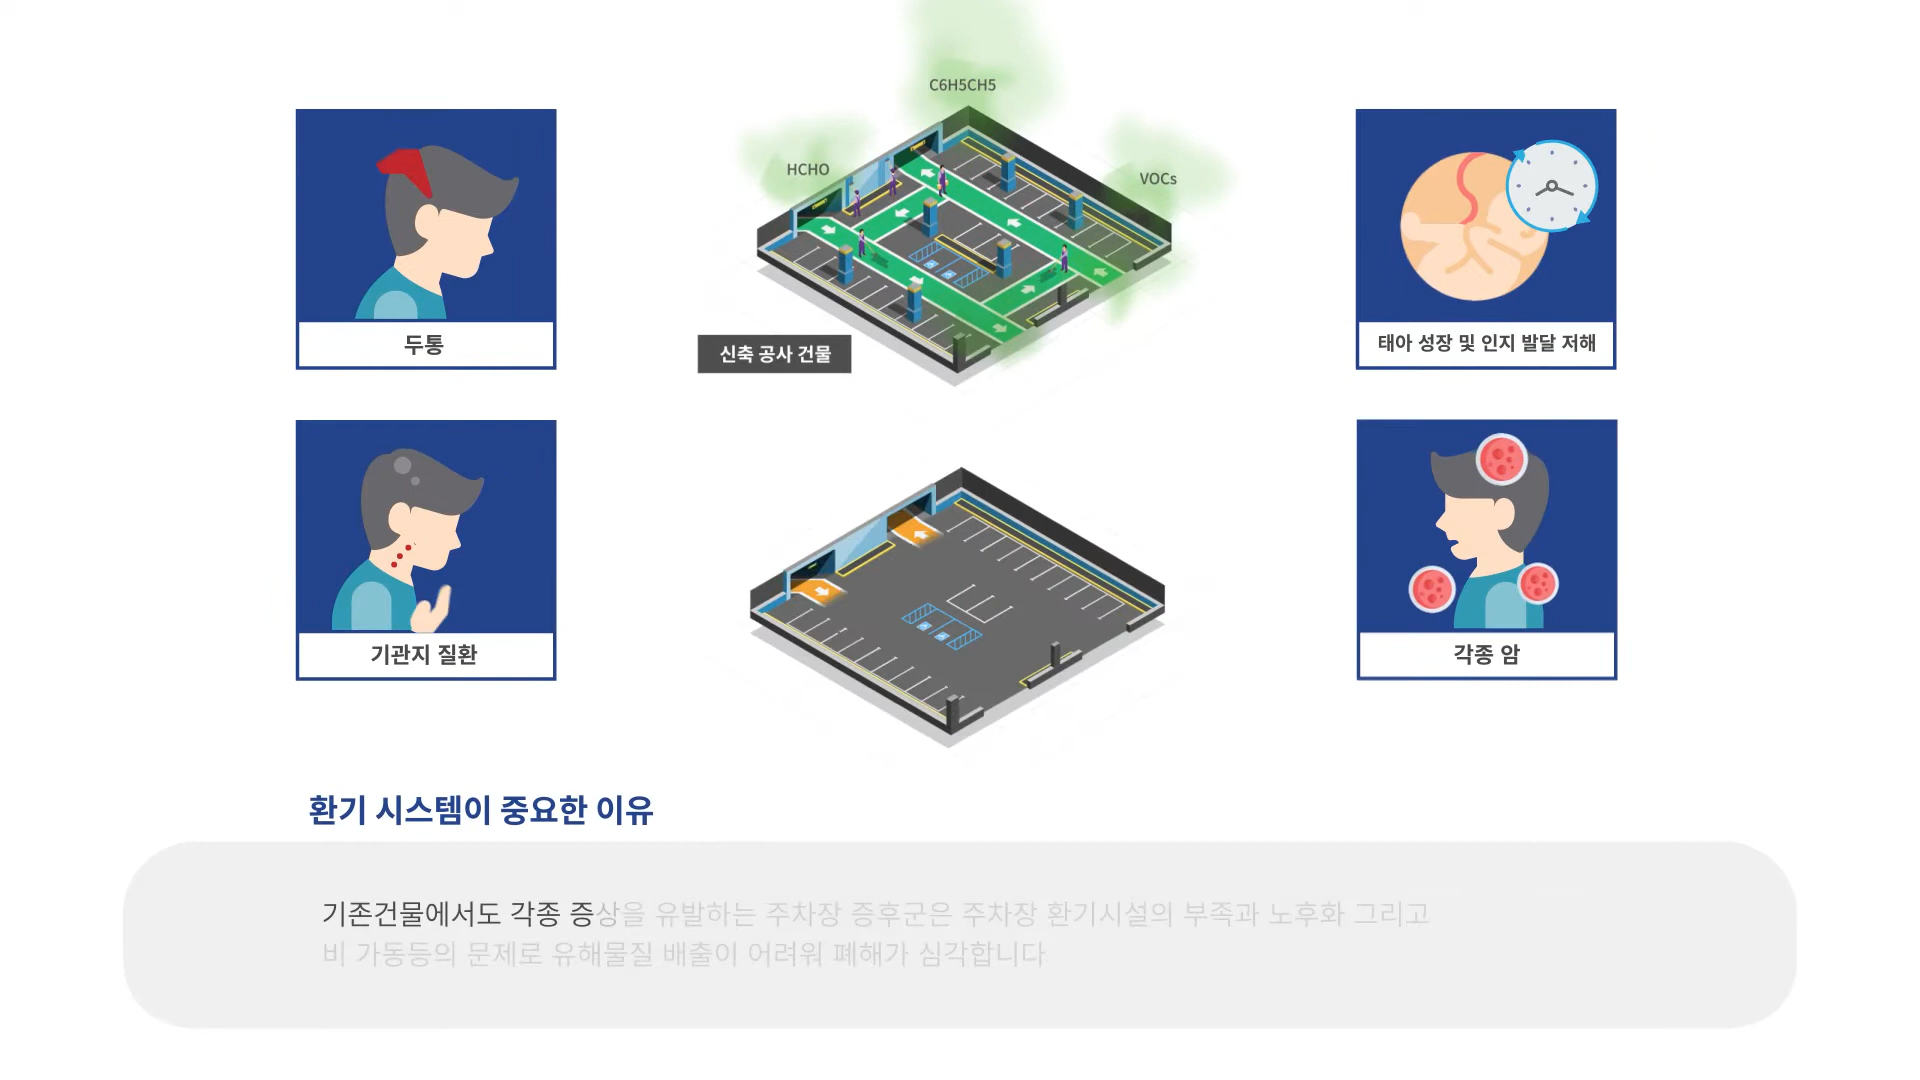 C6H5CH5
HCHO
VOCs
두통
신축 공사 건물
태아 성장 및 인지 발달 저해
기관지 질환
각종 암
환기 시스템이 중요한 이유
기존건물에서도 각종 증상을 유발하는 주차장 증후군은 주차장 환기시설의 부족과 노후화 그리고
비 가동등의 문제로 유해물질 배출이 어려워 폐해가 심각합니다